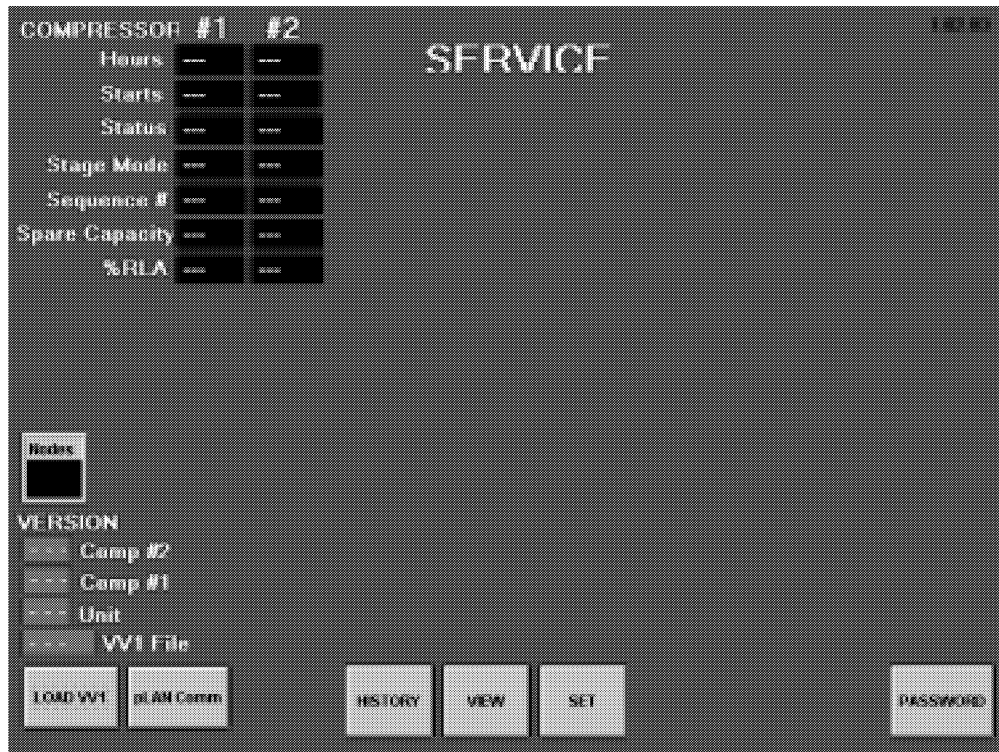 COMPRESSOR #1 #2
SERVICE
Hours --- ---
Starts --- ---
Status --- ---
Stage Mode --- ---
Sequence # --- ---
Spare Capacity --- ---
%RLA --- ---
Nodes
VERSION
--- Comp #2
--- Comp #1
--- Unit
--- VV1 File
LOAD VV1 pLAN Comm HISTORY VIEW SET PASSWORD